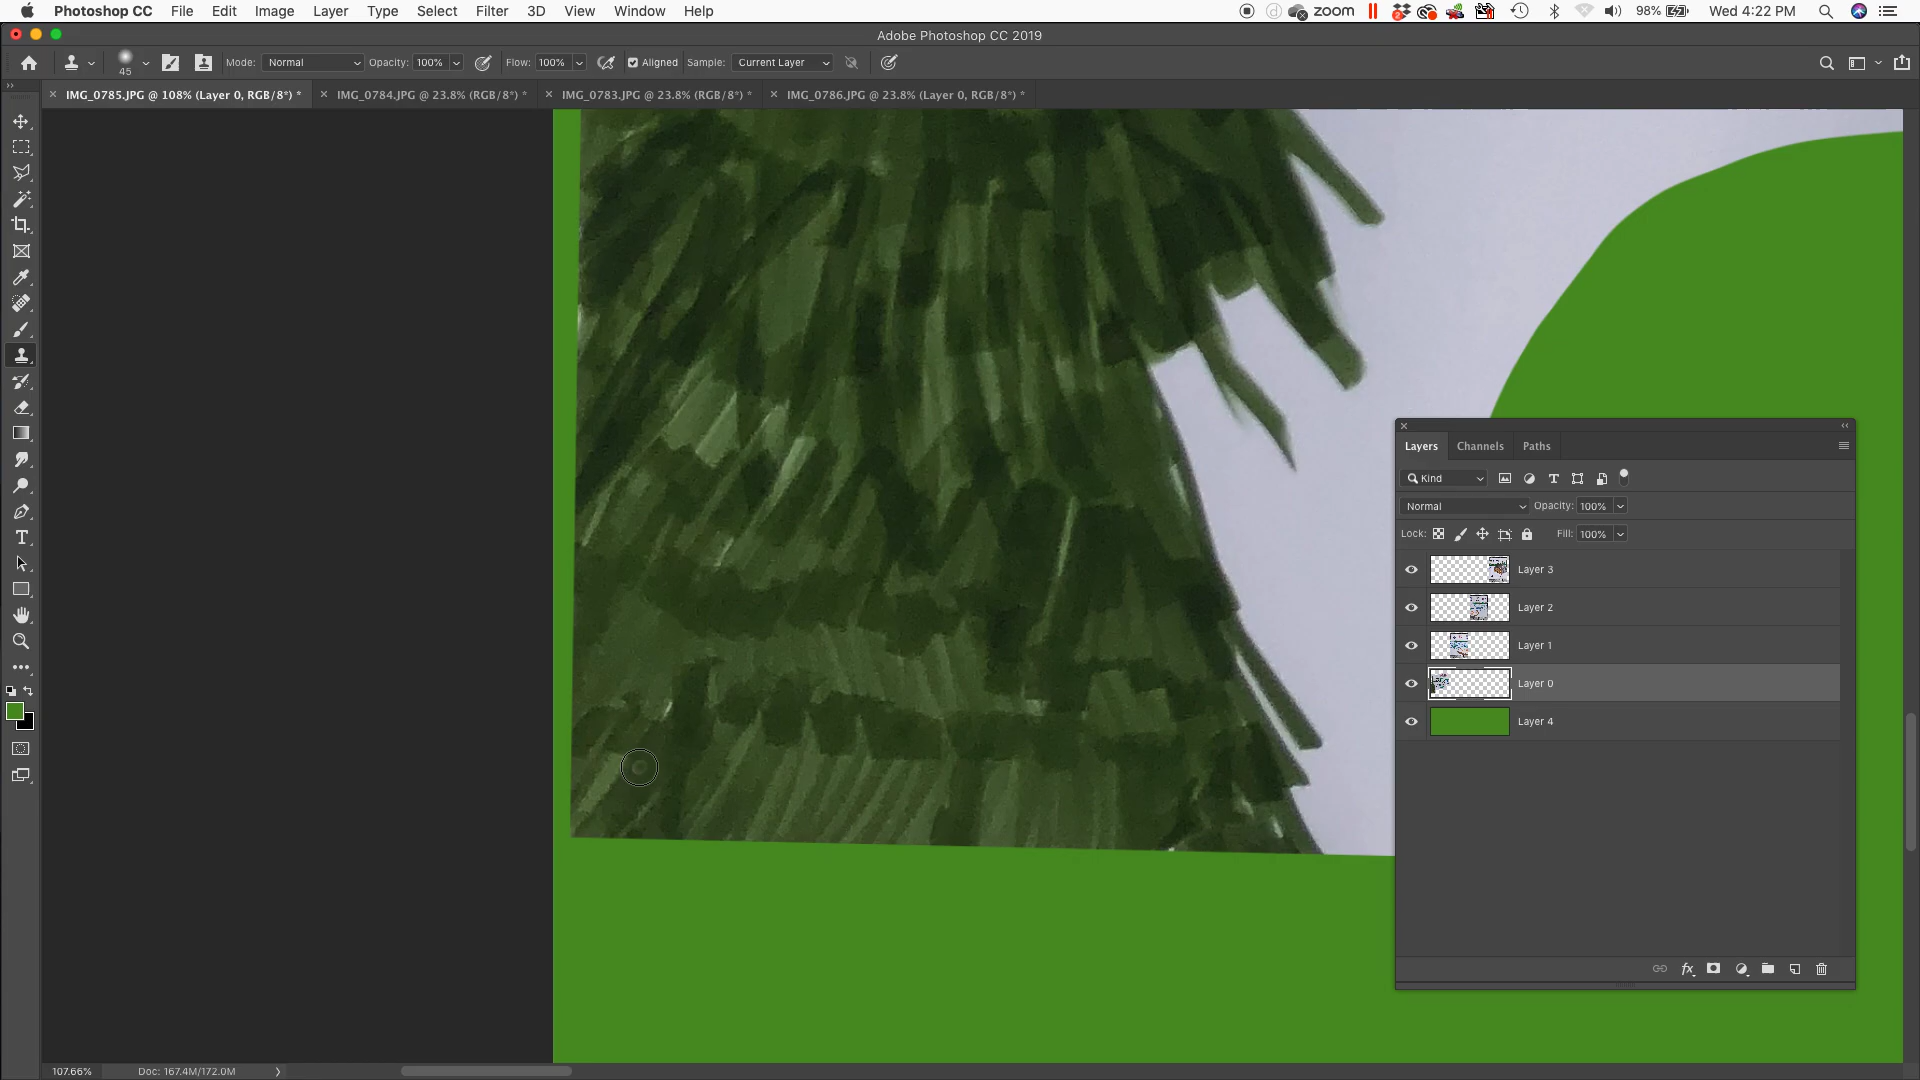 Photoshop CC File Edit Image Layer Type Select Filter 3D View Window Help zoom 98% Wed 4:22 PM
Adobe Photoshop CC 2019
45 Mode: Normal Opacity: 100% Flow: 100% Aligned Sample: Current Layer
IMG_0785.JPG @ 108% (Layer 0, RGB/8*) * IMG_0784.JPG @ 23.8% (RGB/8*) * IMG_0783.JPG @ 23.8% (RGB/8*) * IMG_0786.JPG @ 23.8% (Layer 0, RGB/8*) *
Layers Channels Paths
Kind
Normal Opacity: 100%
Lock: Fill: 100%
Layer 3
Layer 2
Layer 1
Layer 0
Layer 4
fx
107.66% Doc: 167.4M/172.0M